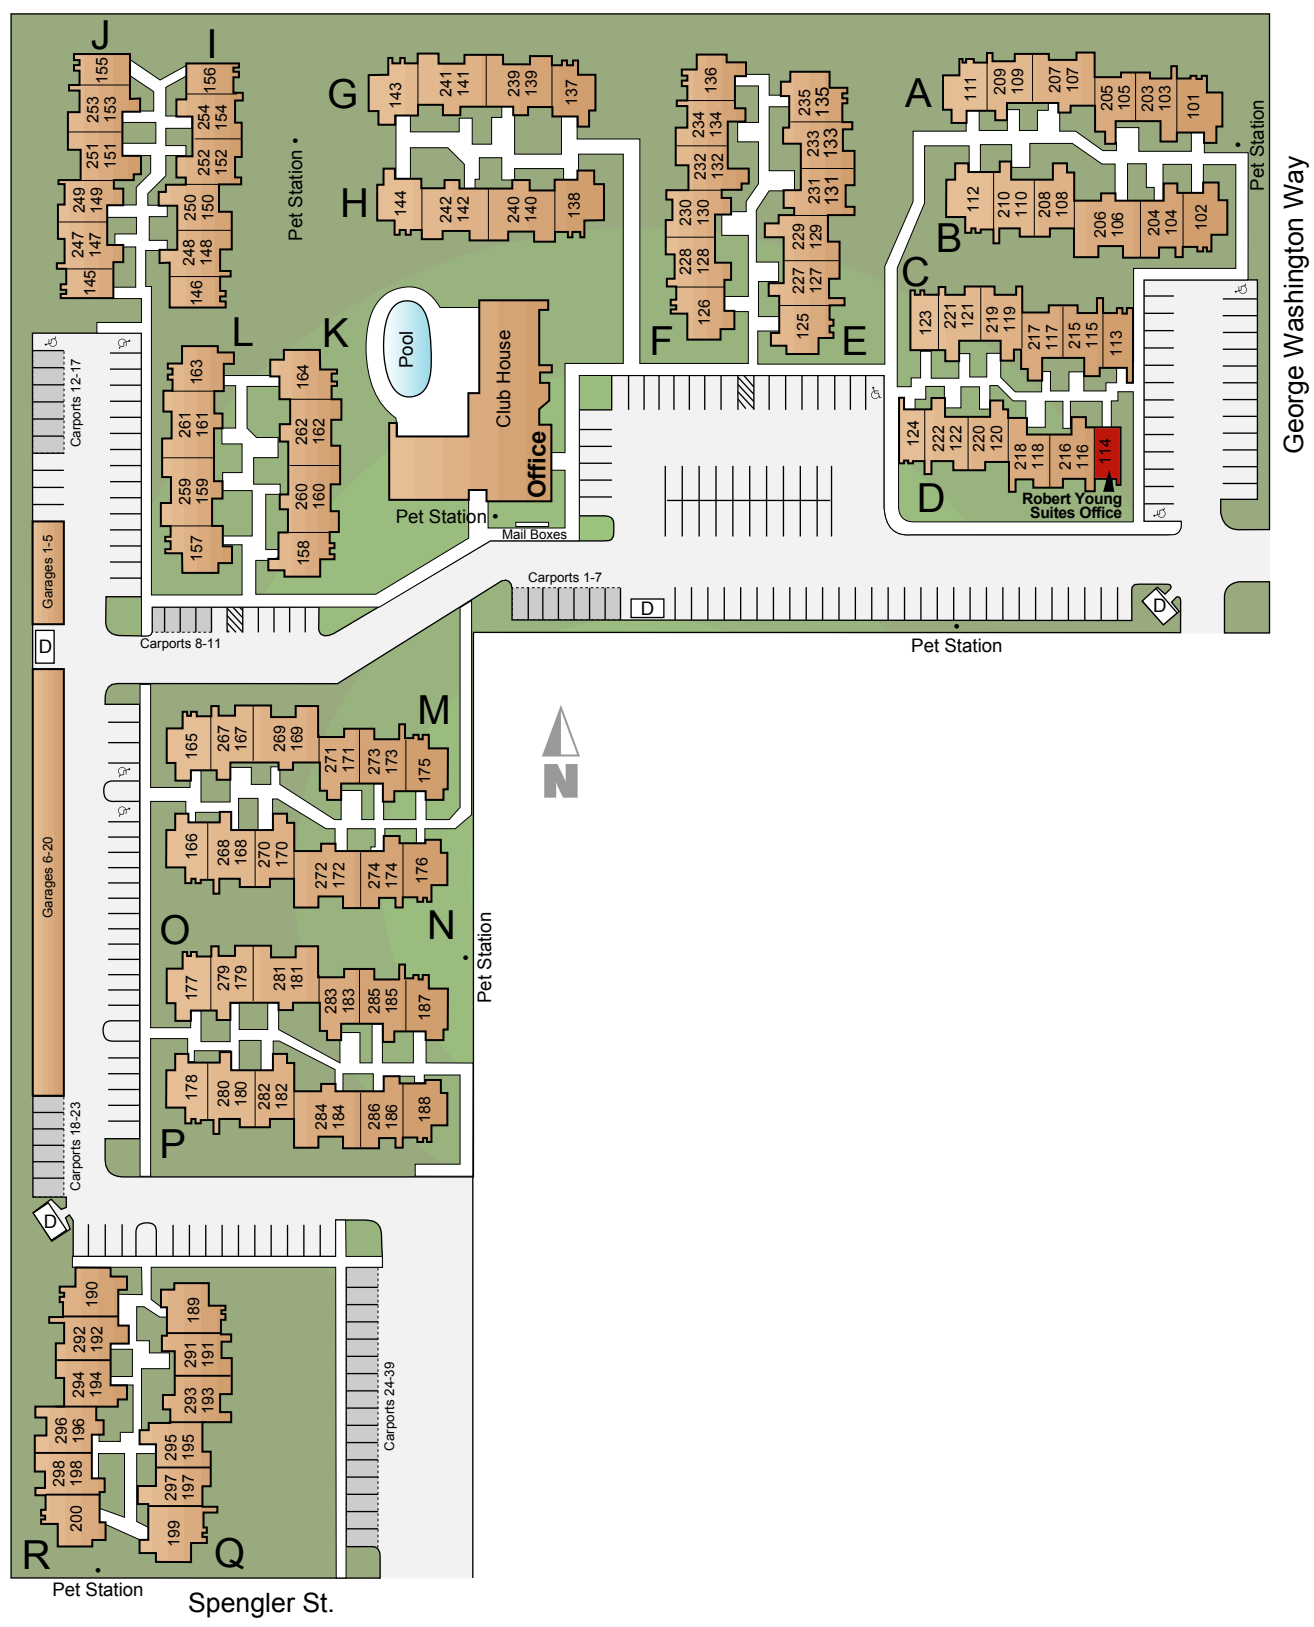 J
155
253 153
251 151
249 149
247 147
145
I
156
254 154
252 152
250 150
248 148
146
Pet Station
G
143
241 141
239 139
137
H
144
242 142
240 140
138
136
234 134
232 132
230 130
228 128
126
F
235 135
233 133
231 131
229 129
227 127
125
E
A
111
209 109
207 107
205 105
203 103
101
Pet Station
B
112
210 110
208 108
206 106
204 104
102
George Washington Way
C
123
221 121
219 119
217 117
215 115
113
D
124
222 122
220 120
218 118
216 116
114
Robert Young
Suites Office
L
163
261 161
259 159
157
K
164
262 162
260 160
158
Pool
Club House
Office
Pet Station
Mail Boxes
Carports 12-17
Garages 1-5
D
Carports 8-11
Carports 1-7
D
D
Pet Station
N
Garages 6-20
M
165
267 167
269 169
271 171
273 173
175
166
268 168
270 170
272 172
274 174
176
N
Pet Station
O
177
279 179
281 181
283 183
285 185
187
178
280 180
282 182
284 184
286 186
188
P
Carports 18-23
D
190
292 192
294 194
296 196
298 198
200
R
189
291 191
293 193
295 195
297 197
199
Q
Carports 24-39
Pet Station
Spengler St.